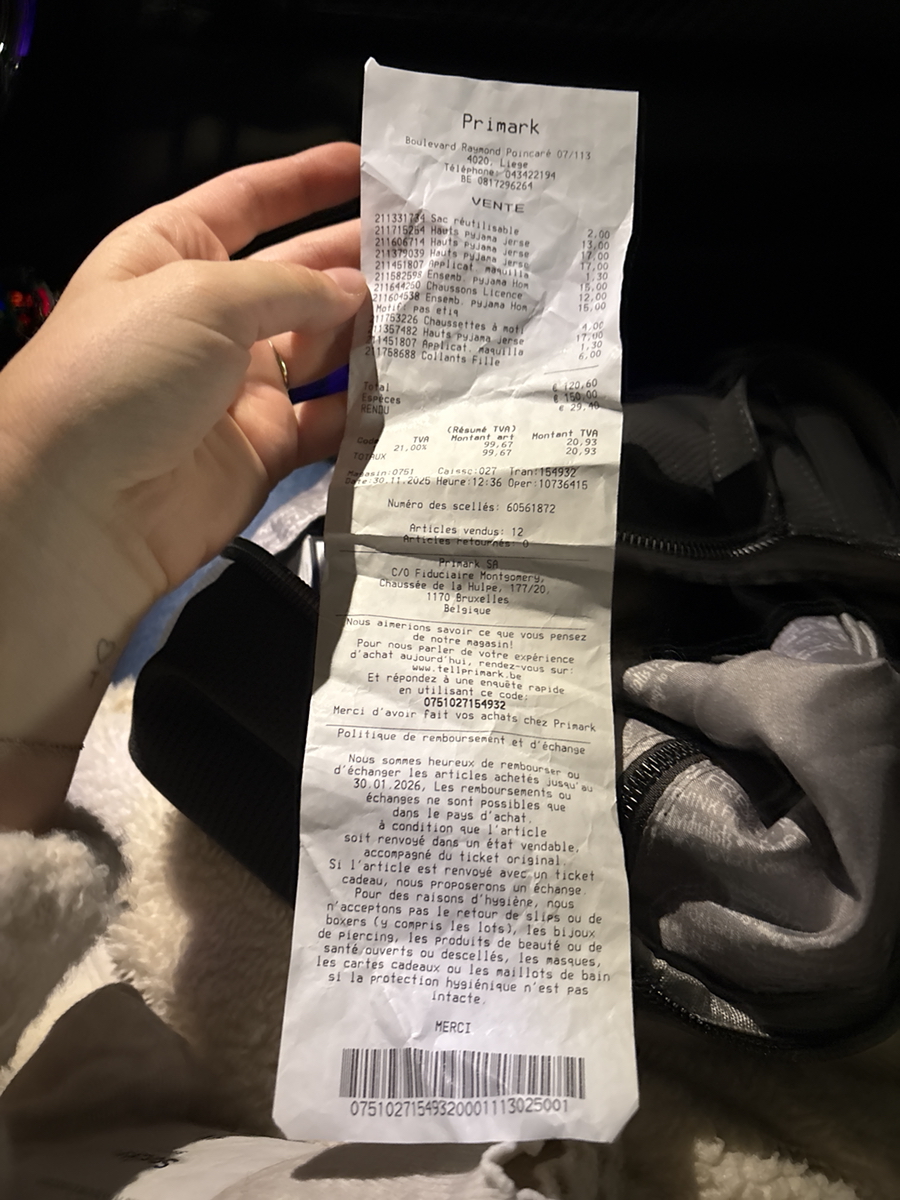 Primark
Boulevard Raymond Poincaré 07/113
4020, Liege
Téléphone: 043422194
BE 0817296264
VENTE
211331734 Sac réutilisable 2,00
211715264 Hauts pyjama jerse 13,00
211606714 Hauts pyjama jerse 17,00
211379039 Hauts pyjama jerse 17,00
211451807 Applicat. maquilla 1,30
211582598 Ensemb. pyjama Hom 15,00
211644250 Chaussons Licence 12,00
211604538 Ensemb. pyjama Hom 15,00
Motif: pas etiq
211753226 Chaussettes à moti 4,00
211357482 Hauts pyjama jerse 17,00
211451807 Applicat. maquilla 1,30
211758688 Collants Fille 6,00
Total € 120,60
Espèces € 150,00
RENDU € 29,40
(Résumé TVA)
Code TVA Montant art Montant TVA
21,00% 99,67 20,93
TOTAUX 99,67 20,93
Magasin:0751 Caisse:027 Tran:154932
Date:30.11.2025 Heure:12:36 Oper:10736415
Numéro des scellés: 60561872
Articles vendus: 12
Articles retournés: 0
Primark SA
C/O Fiduciaire Montgomery,
Chaussée de la Hulpe, 177/20,
1170 Bruxelles
Belgique
Nous aimerions savoir ce que vous pensez
de notre magasin!
Pour nous parler de votre expérience
d'achat aujourd'hui, rendez-vous sur:
www.tellprimark.be
Et répondez à une enquête rapide
en utilisant ce code:
0751027154932
Merci d'avoir fait vos achats chez Primark
Politique de remboursement et d'échange
Nous sommes heureux de rembourser ou
d'échanger les articles achetés jusqu'au
30.01.2026, Les remboursements ou
échanges ne sont possibles que
dans le pays d'achat.
à condition que l'article
soit renvoyé dans un état vendable,
accompagné du ticket original.
Si l'article est renvoyé avec un ticket
cadeau, nous proposerons un échange.
Pour des raisons d'hygiène, nous
n'acceptons pas le retour de slips ou de
boxers (y compris les lots), les bijoux
de piercing, les produits de beauté ou de
santé ouverts ou descellés, les masques,
les cartes cadeaux ou les maillots de bain
si la protection hygiénique n'est pas
intacte.
MERCI
07510271549320001113025001